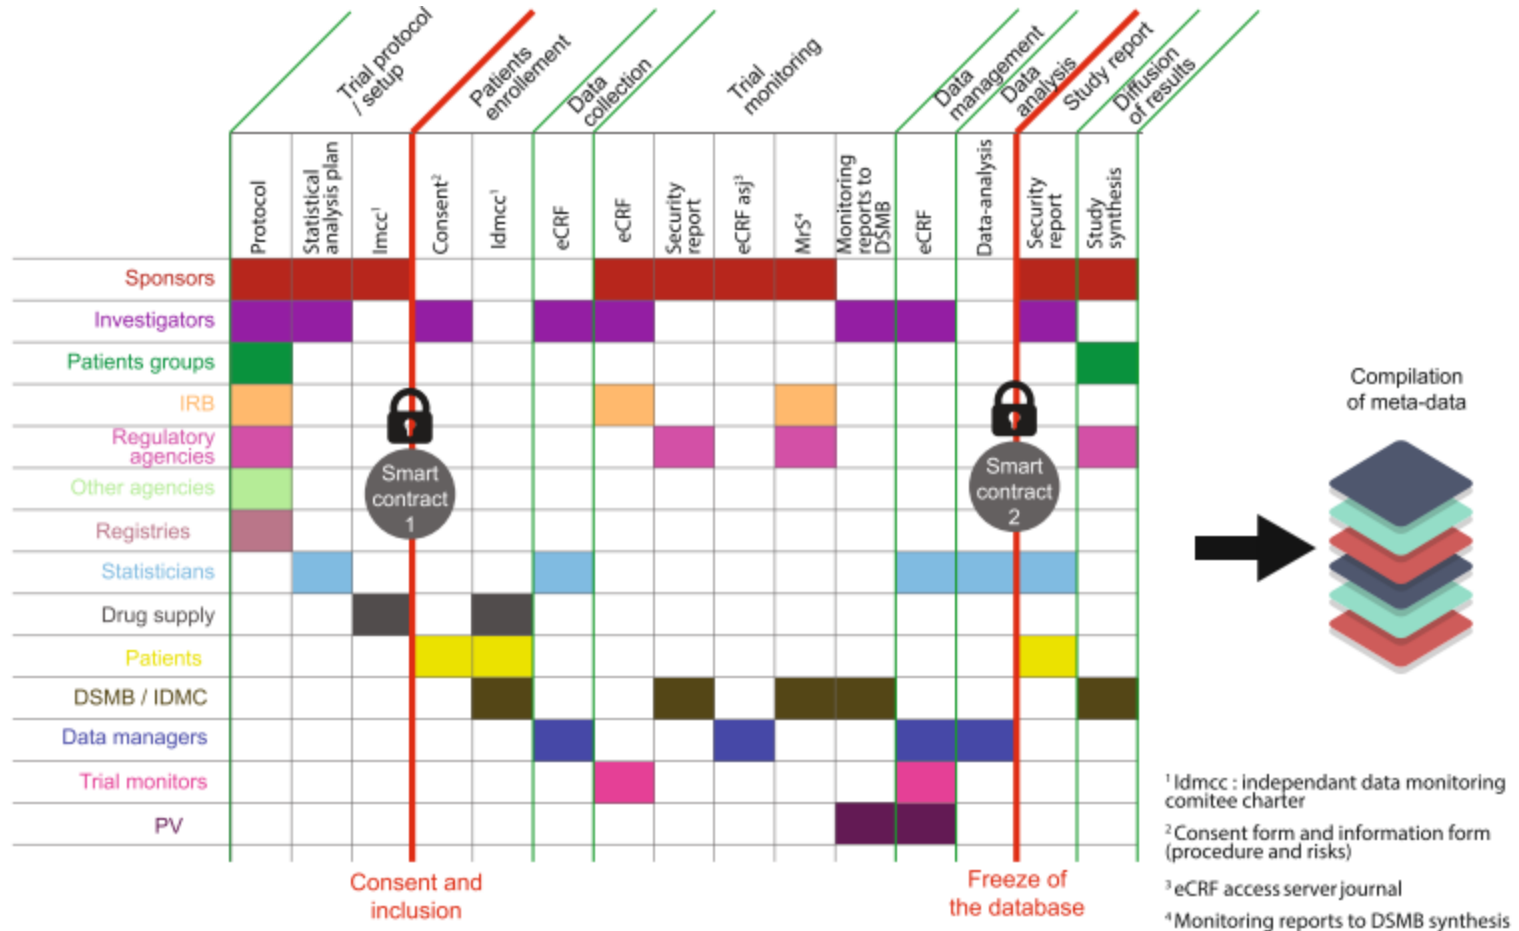 Trial protocol
/ setup
Patients
enrollement
Data
collection
Trial
monitoring
Data
management
Data
analysis
Study report
Diffusion
of results
Protocol
Statistical
analysis plan
Imcc¹
Consent²
Idmcc¹
eCRF
eCRF
Security
report
eCRF asj³
MrS⁴
Monitoring
reports to
DSMB
eCRF
Data-analysis
Security
report
Study
synthesis
Sponsors
Investigators
Patients groups
IRB
Regulatory
agencies
Other agencies
Registries
Statisticians
Drug supply
Patients
DSMB / IDMC
Data managers
Trial monitors
PV
Smart
contract
1
Smart
contract
2
Consent and
inclusion
Freeze of
the database
Compilation
of meta-data
¹ Idmcc : independant data monitoring
comitee charter
² Consent form and information form
(procedure and risks)
³ eCRF access server journal
⁴ Monitoring reports to DSMB synthesis